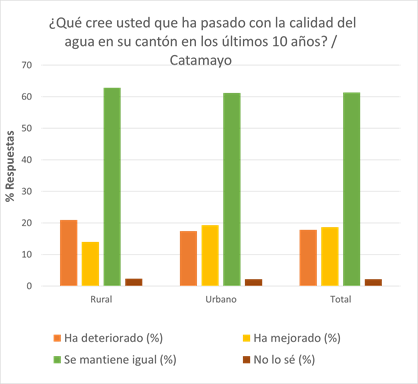 ¿Qué cree usted que ha pasado con la calidad del
agua en su cantón en los últimos 10 años? /
Catamayo
70
60
50
40
30
20
10
0
% Respuestas
Rural
Urbano
Total
Ha deteriorado (%)
Ha mejorado (%)
Se mantiene igual (%)
No lo sé (%)